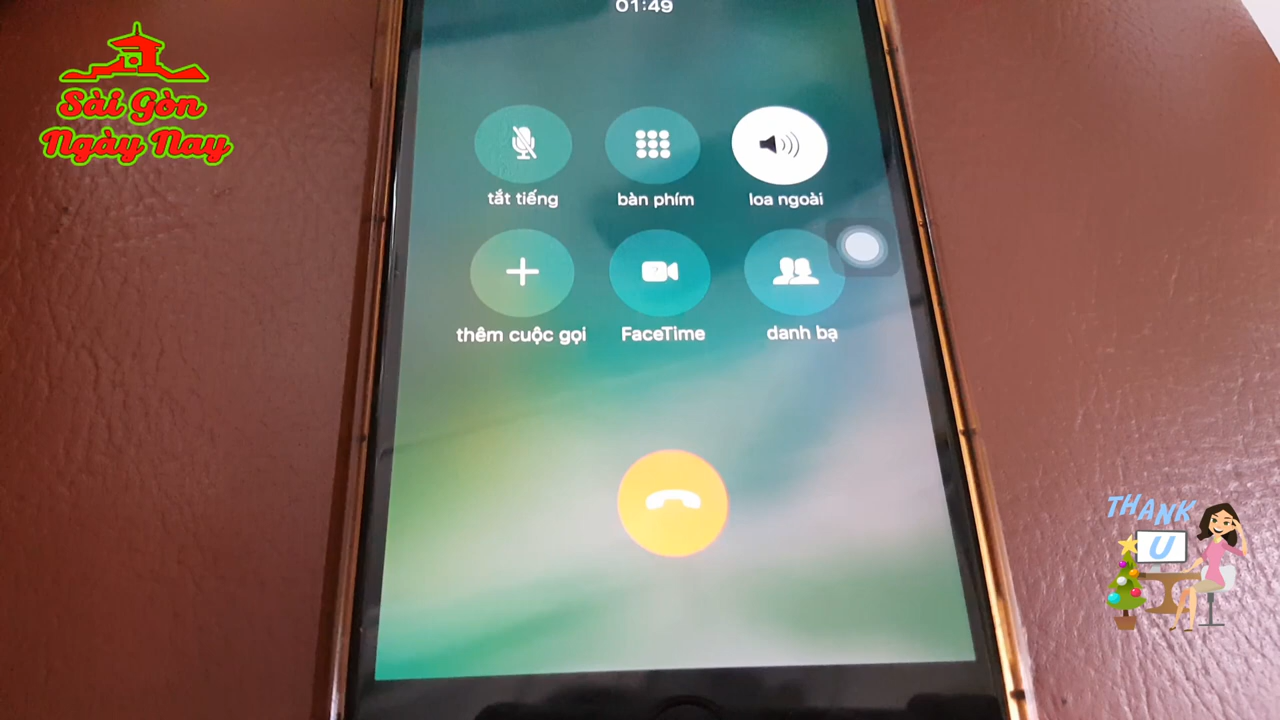 01:49
Sài Gòn
Ngày Nay
tắt tiếng
bàn phím
loa ngoài
thêm cuộc gọi
FaceTime
danh bạ
THANK
U